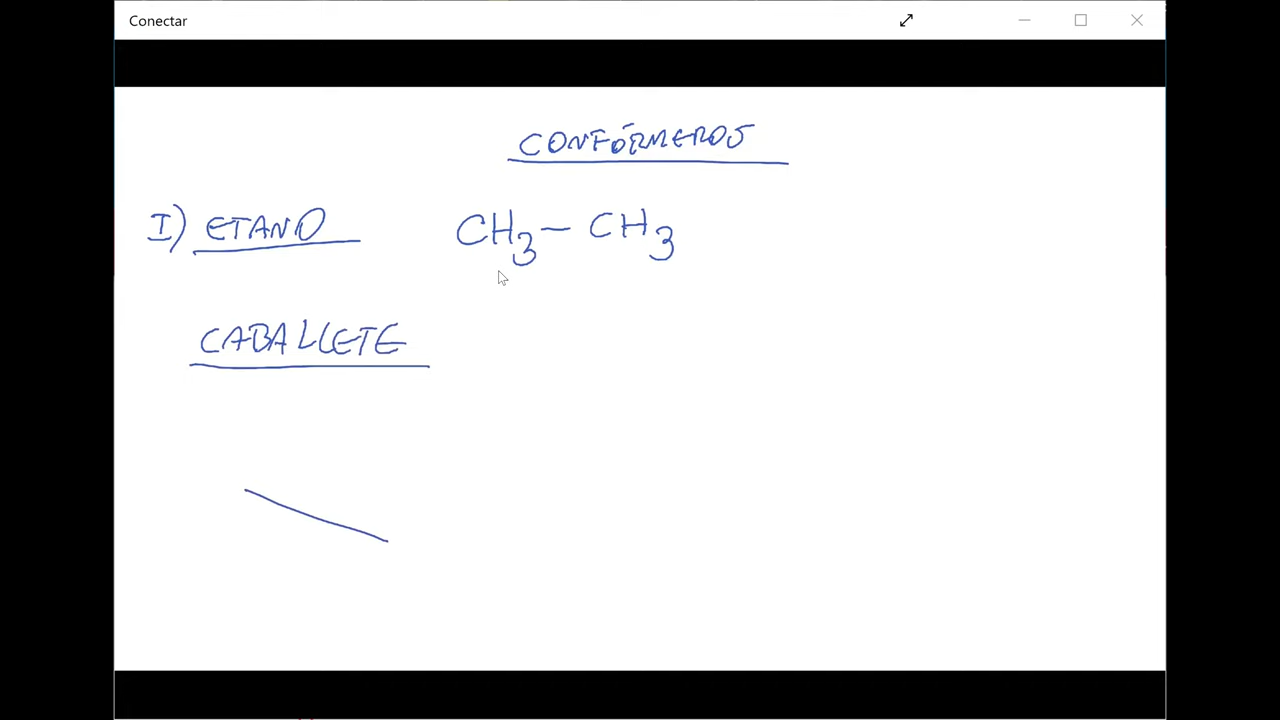 Conectar
CONFÓRMEROS
I) ETANO CH3 – CH3
CABALLETE